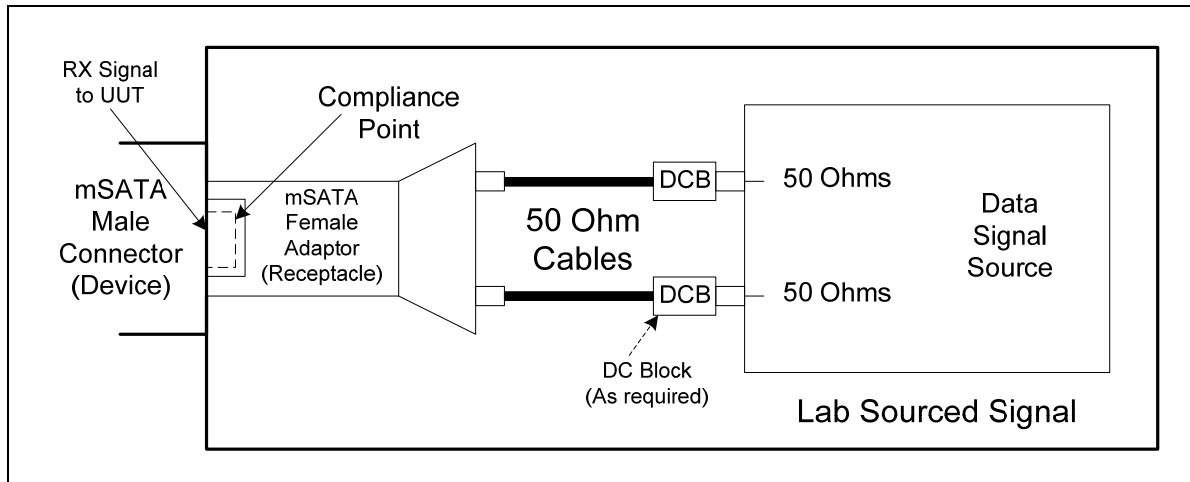 RX Signal
to UUT
Compliance
Point
mSATA
Male
Connector
(Device)
mSATA
Female
Adaptor
(Receptacle)
50 Ohm
Cables
DCB
DCB
50 Ohms
50 Ohms
Data
Signal
Source
DC Block
(As required)
Lab Sourced Signal